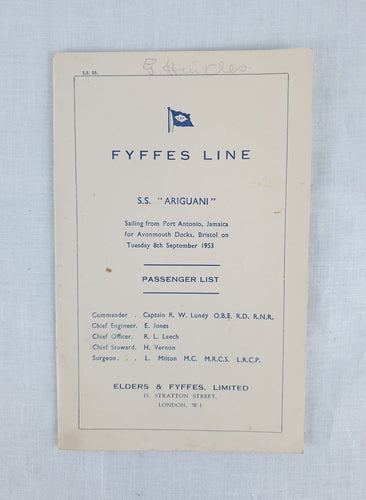 E.S. 55.
FYFFES LINE
S.S. "ARIGUANI"
Sailing from Port Antonio, Jamaica
for Avonmouth Docks, Bristol on
Tuesday 8th September 1953
PASSENGER LIST
Commander . Captain R. W. Lundy O.B.E. R.D. R.N.R.
Chief Engineer. E. Jones
Chief Officer. R. L. Leech
Chief Steward. H. Vernon
Surgeon . . . L. Milton M.C. M.R.C.S. L.R.C.P.
ELDERS & FYFFES, LIMITED
15, STRATTON STREET,
LONDON, W.1